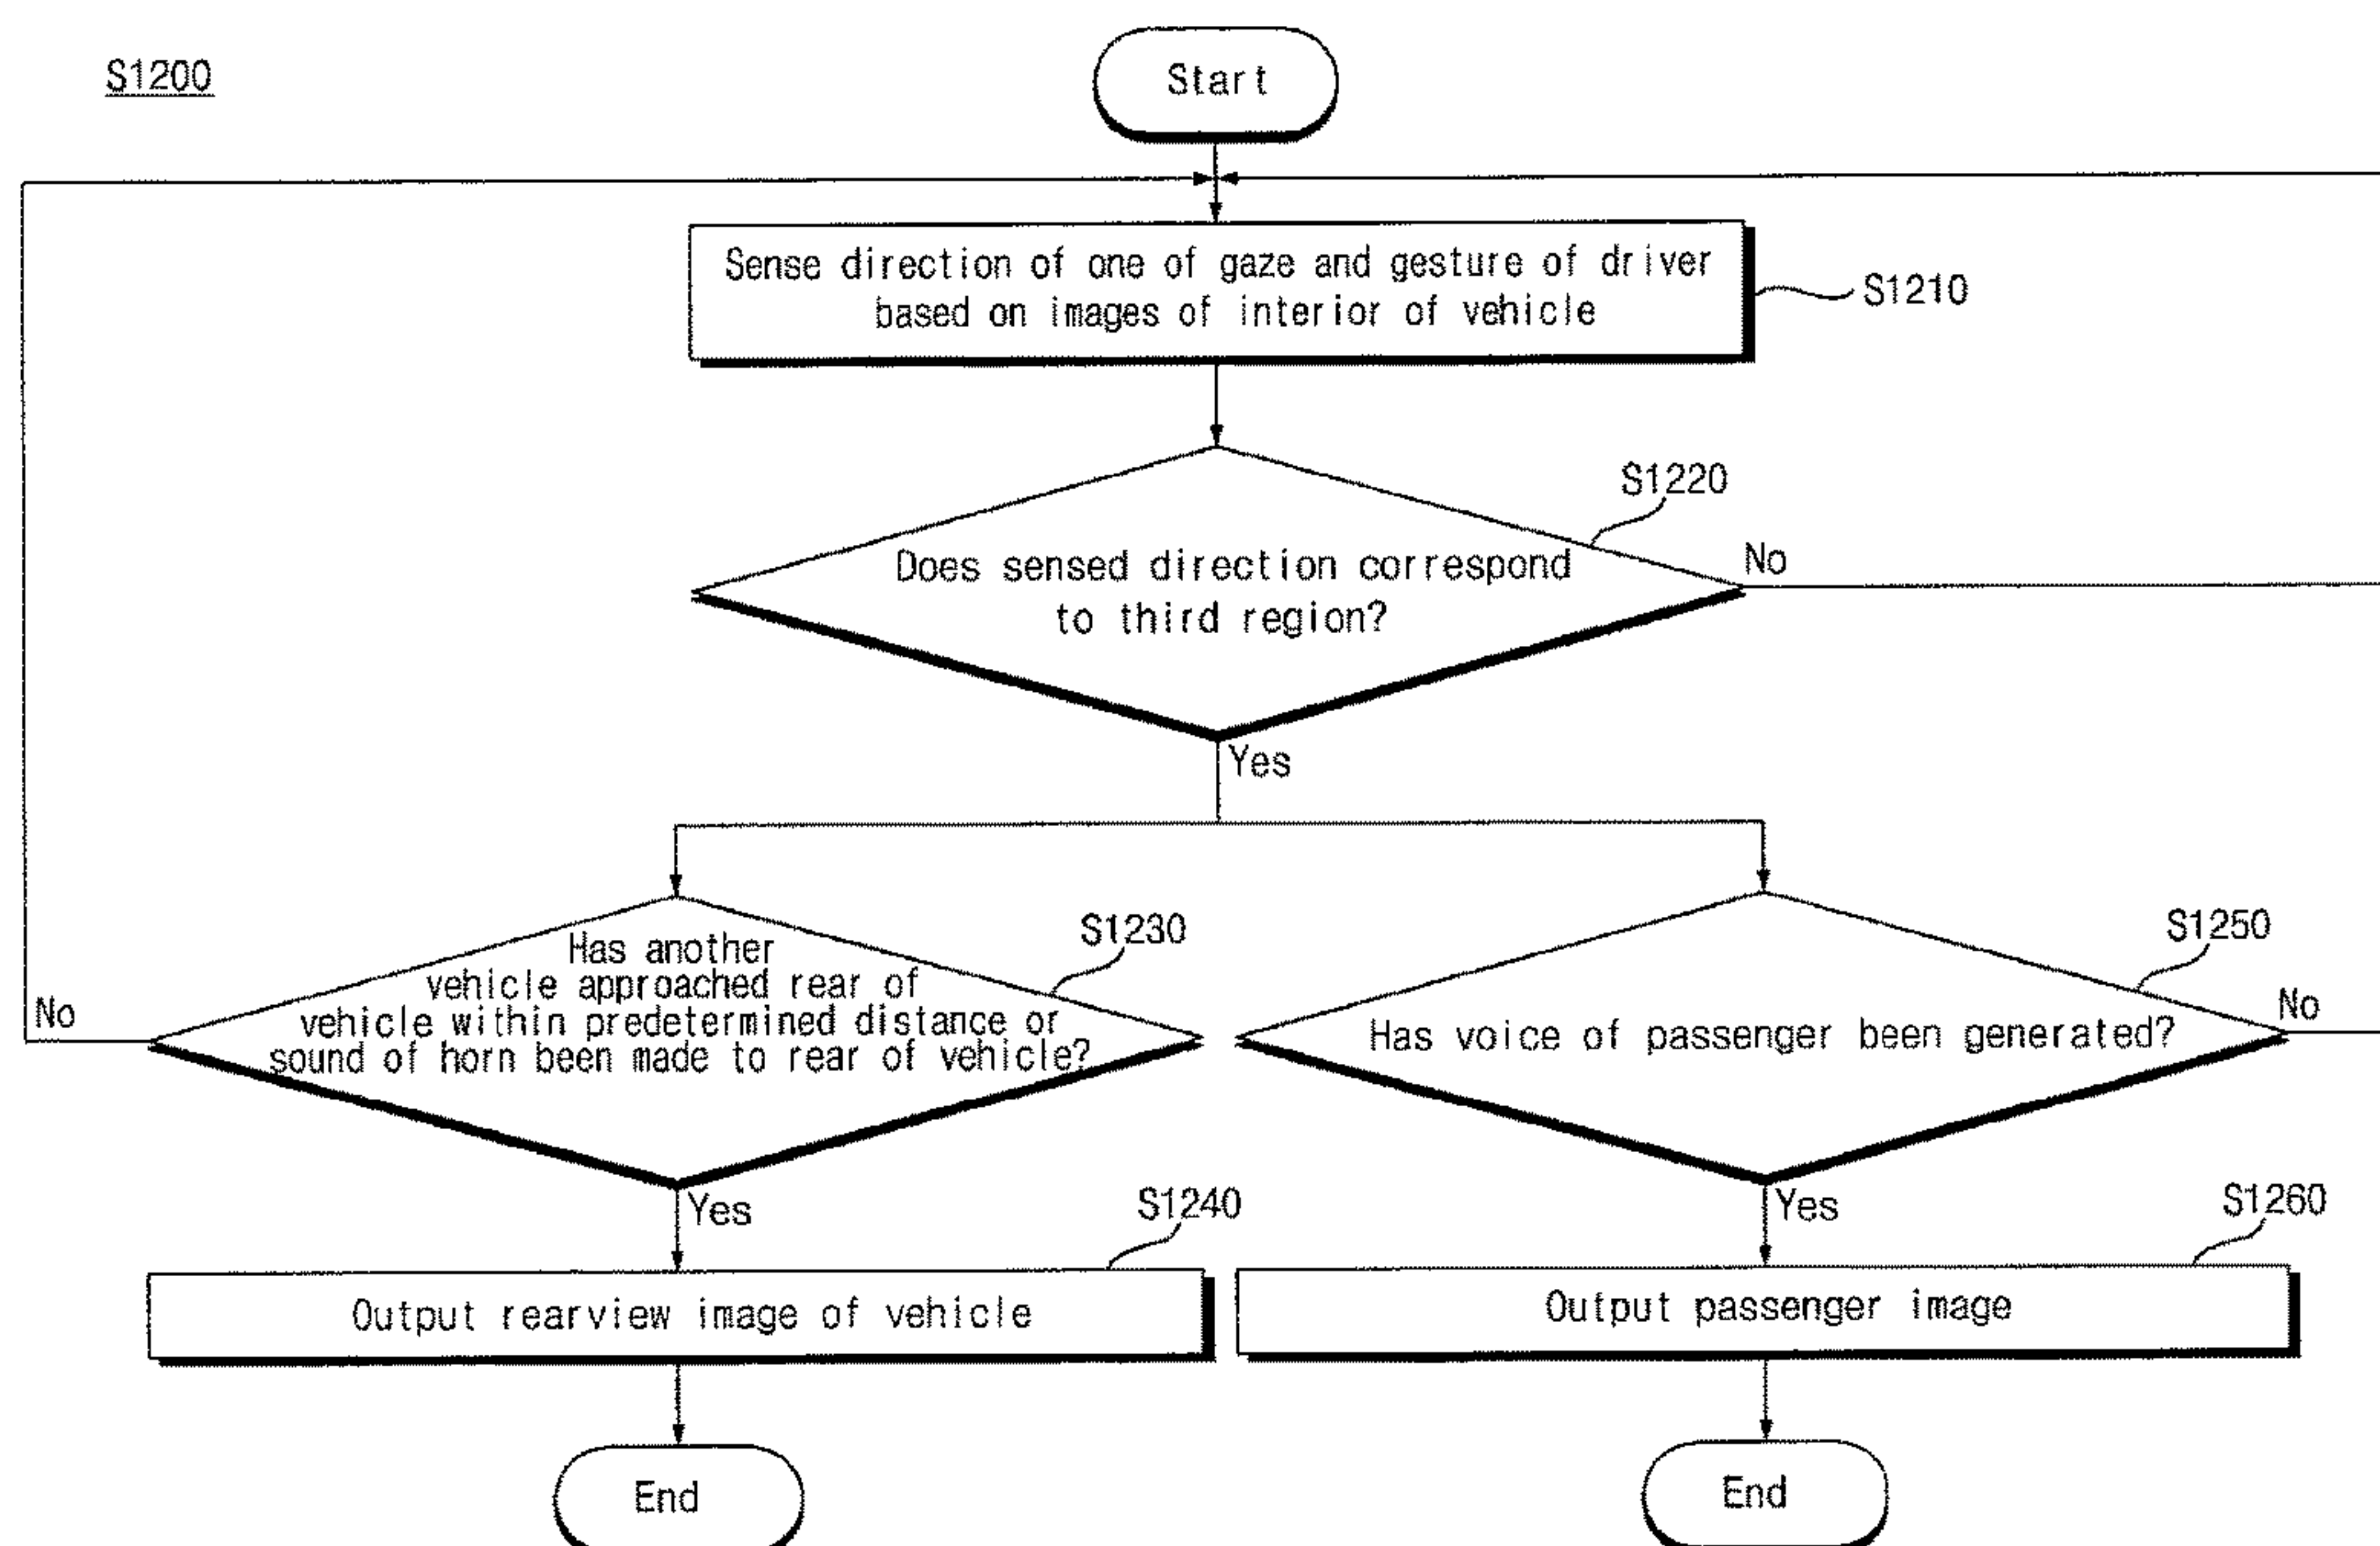 S1200
Start
Sense direction of one of gaze and gesture of driver
based on images of interior of vehicle
S1210
S1220
Does sensed direction correspond
to third region?
No
Yes
S1230
Has another
vehicle approached rear of
vehicle within predetermined distance or
sound of horn been made to rear of vehicle?
No
Yes
S1250
Has voice of passenger been generated?
No
Yes
S1240
Output rearview image of vehicle
S1260
Output passenger image
End
End